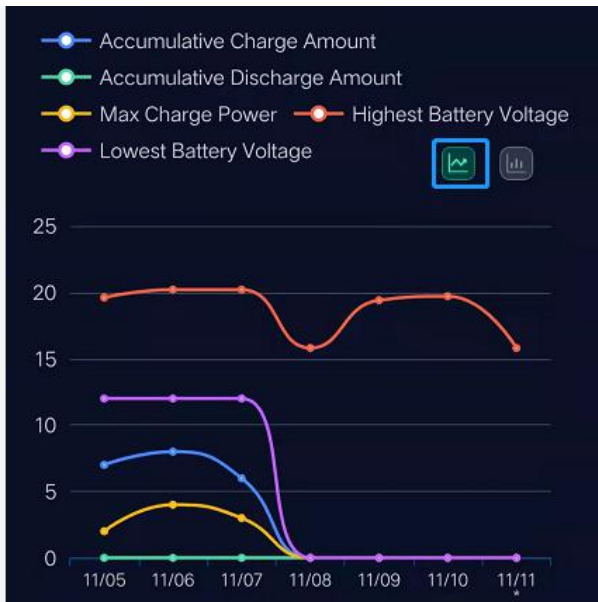 Accumulative Charge Amount
Accumulative Discharge Amount
Max Charge Power Highest Battery Voltage
Lowest Battery Voltage
25
20
15
10
5
0
11/05 11/06 11/07 11/08 11/09 11/10 11/11
*